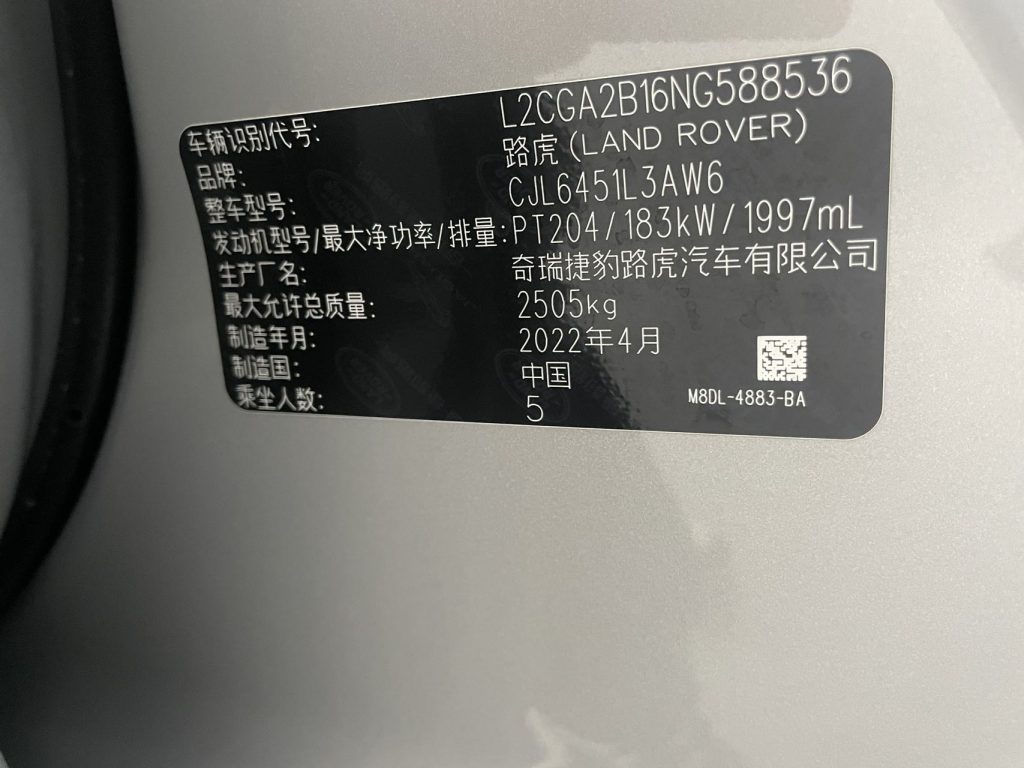 车辆识别代号: L2CGA2B16NG588536
品牌: 路虎 (LAND ROVER)
整车型号: CJL6451L3AW6
发动机型号/最大净功率/排量: PT204/183kW/1997mL
生产厂名: 奇瑞捷豹路虎汽车有限公司
最大允许总质量: 2505kg
制造年月: 2022年4月
制造国: 中国
乘坐人数: 5
M8DL-4883-BA